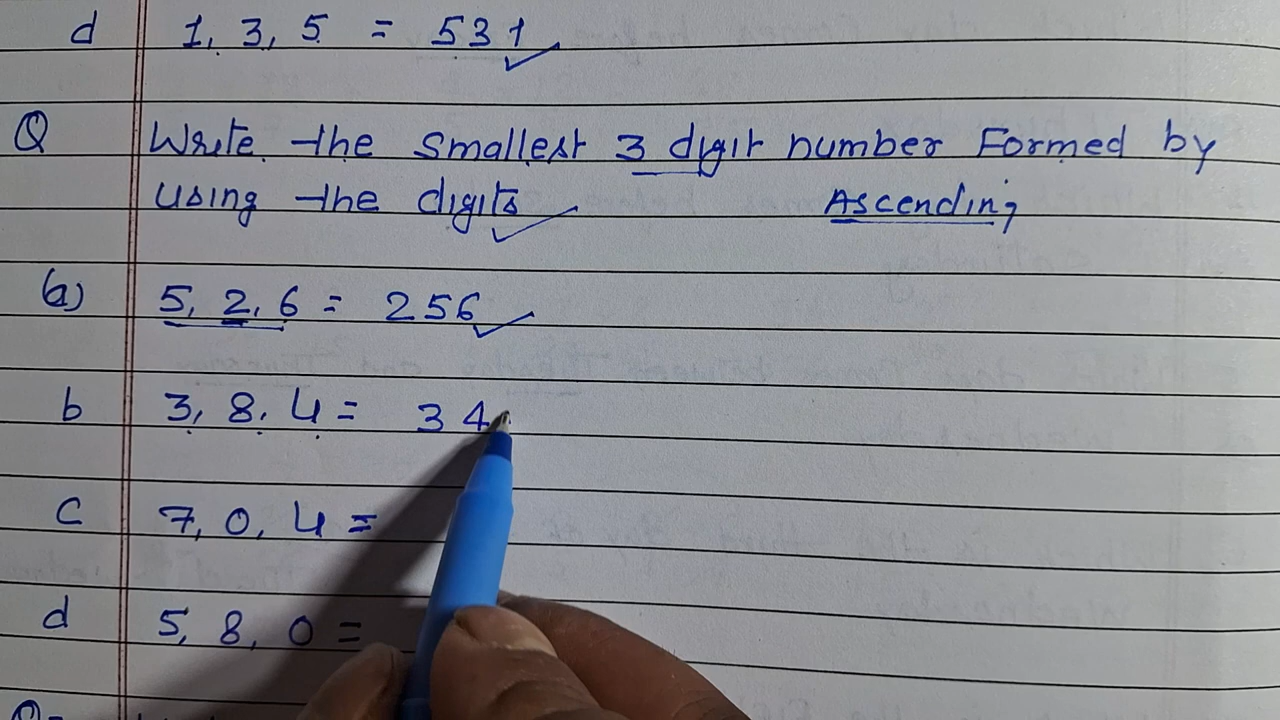 d 1, 3, 5 = 531
Q Write the smallest 3 digit number Formed by
using the digits Ascending
(a) 5, 2, 6 = 256
b 3, 8, 4 = 34
c 7, 0, 4 =
d 5, 8, 0 =